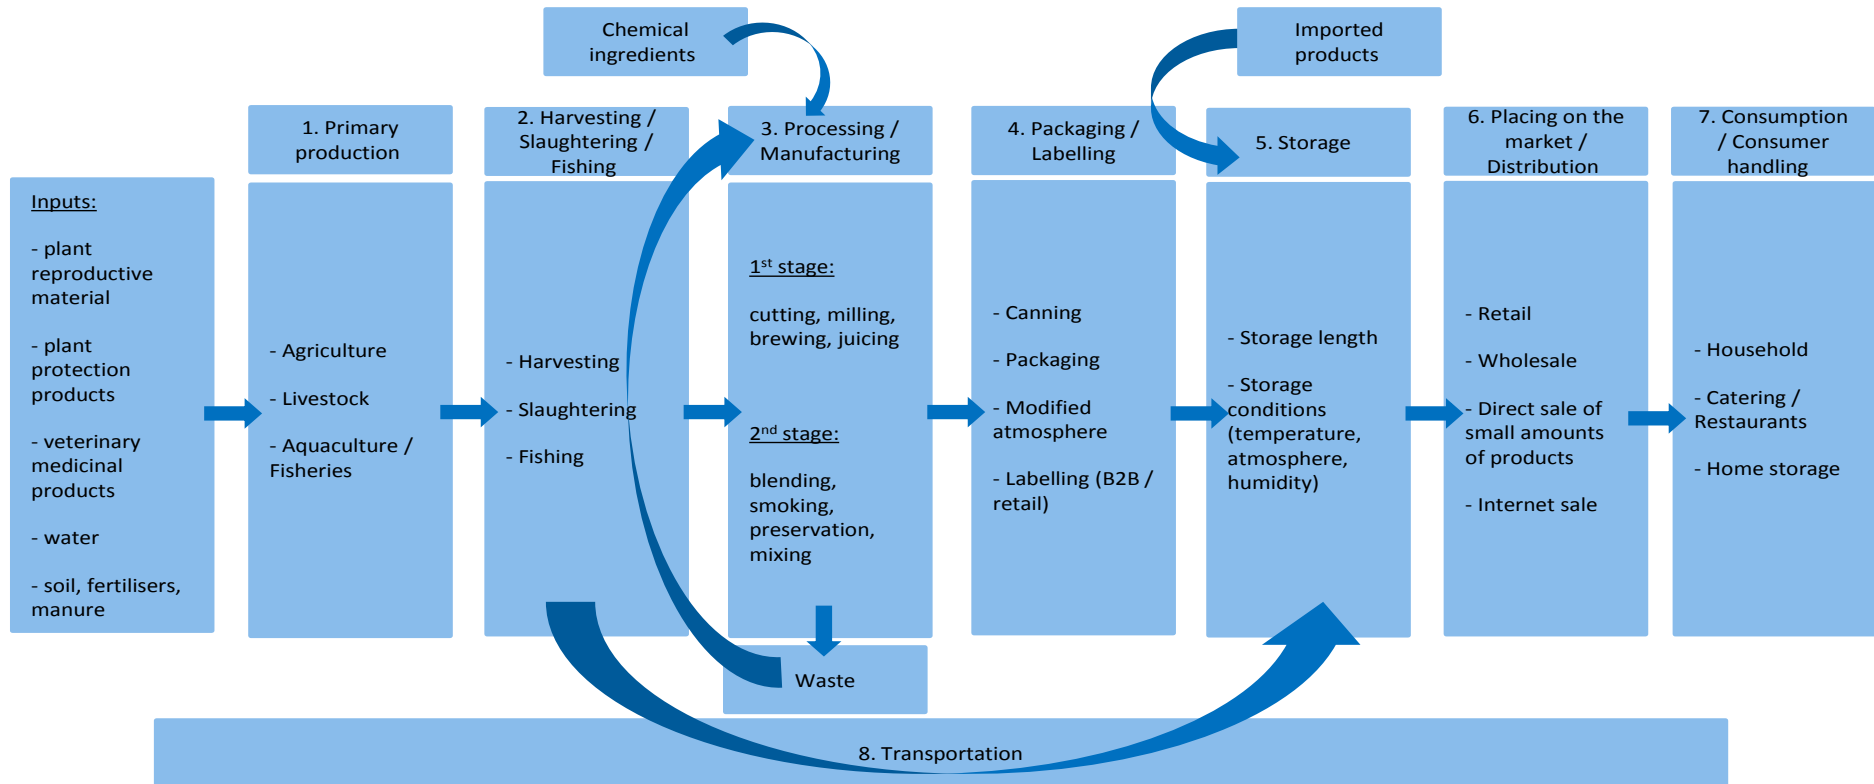 Chemical
ingredients
Imported
products
1. Primary
production
2. Harvesting /
Slaughtering /
Fishing
3. Processing /
Manufacturing
4. Packaging /
Labelling
5. Storage
6. Placing on the
market /
Distribution
7. Consumption
/ Consumer
handling
Inputs:
- plant
reproductive
material
- plant
protection
products
- veterinary
medicinal
products
- water
- soil, fertilisers,
manure
- Agriculture
- Livestock
- Aquaculture /
Fisheries
- Harvesting
- Slaughtering
- Fishing
1st stage:
cutting, milling,
brewing, juicing
2nd stage:
blending,
smoking,
preservation,
mixing
- Canning
- Packaging
- Modified
atmosphere
- Labelling (B2B /
retail)
- Storage length
- Storage
conditions
(temperature,
atmosphere,
humidity)
- Retail
- Wholesale
- Direct sale of
small amounts
of products
- Internet sale
- Household
- Catering /
Restaurants
- Home storage
Waste
8. Transportation